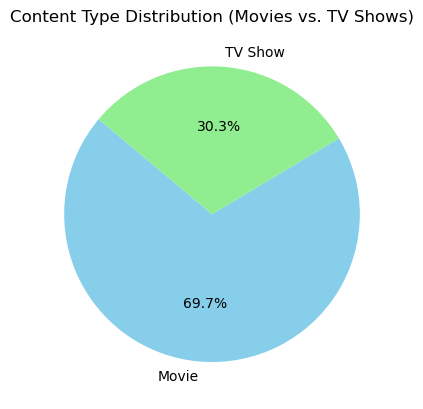 Content Type Distribution (Movies vs. TV Shows)
TV Show
30.3%
69.7%
Movie